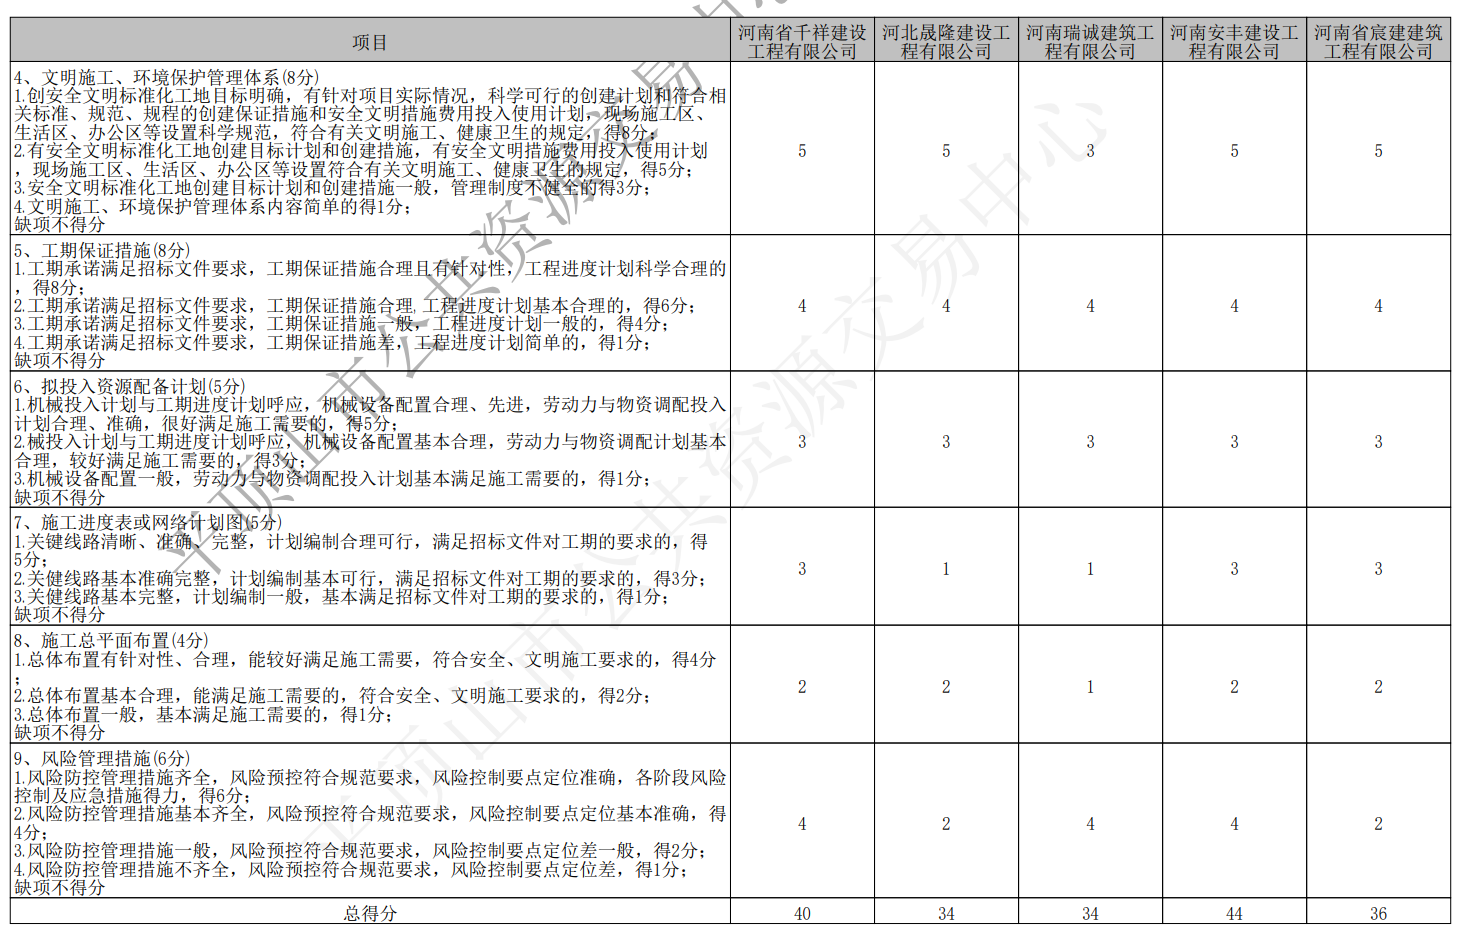 项目
河南省千祥建设
工程有限公司
河北晟隆建设工
程有限公司
河南瑞诚建筑工
程有限公司
河南安丰建设工
程有限公司
河南省宸建建筑
工程有限公司
4、文明施工、环境保护管理体系(8分)
1.创安全文明标准化工地目标明确，有针对项目实际情况，科学可行的创建计划和符合相
关标准、规范、规程的创建保证措施和安全文明措施费用投入使用计划，现场施工区、
生活区、办公区等设置科学规范，符合有关文明施工、健康卫生的规定，得8分；
2.有安全文明标准化工地创建目标计划和创建措施，有安全文明措施费用投入使用计划
，现场施工区、生活区、办公区等设置符合有关文明施工、健康卫生的规定，得5分；
3.安全文明标准化工地创建目标计划和创建措施一般，管理制度不健全的得3分；
4.文明施工、环境保护管理体系内容简单的得1分；
缺项不得分
5
5
3
5
5
5、工期保证措施(8分)
1.工期承诺满足招标文件要求，工期保证措施合理且有针对性，工程进度计划科学合理的
，得8分；
2.工期承诺满足招标文件要求，工期保证措施合理,工程进度计划基本合理的，得6分；
3.工期承诺满足招标文件要求，工期保证措施一般，工程进度计划一般的，得4分；
4.工期承诺满足招标文件要求，工期保证措施差，工程进度计划简单的，得1分；
缺项不得分
4
4
4
4
4
6、拟投入资源配备计划(5分)
1.机械投入计划与工期进度计划呼应，机械设备配置合理、先进，劳动力与物资调配投入
计划合理、准确，很好满足施工需要的，得5分；
2.械投入计划与工期进度计划呼应，机械设备配置基本合理，劳动力与物资调配计划基本
合理，较好满足施工需要的，得3分；
3.机械设备配置一般，劳动力与物资调配投入计划基本满足施工需要的，得1分；
缺项不得分
3
3
3
3
3
7、施工进度表或网络计划图(5分)
1.关键线路清晰、准确、完整，计划编制合理可行，满足招标文件对工期的要求的，得
5分；
2.关健线路基本准确完整，计划编制基本可行，满足招标文件对工期的要求的，得3分；
3.关健线路基本完整，计划编制一般，基本满足招标文件对工期的要求的，得1分；
缺项不得分
3
1
1
3
3
8、施工总平面布置(4分)
1.总体布置有针对性、合理，能较好满足施工需要，符合安全、文明施工要求的，得4分
；
2.总体布置基本合理，能满足施工需要的，符合安全、文明施工要求的，得2分；
3.总体布置一般，基本满足施工需要的，得1分；
缺项不得分
2
2
1
2
2
9、风险管理措施(6分)
1.风险防控管理措施齐全，风险预控符合规范要求，风险控制要点定位准确，各阶段风险
控制及应急措施得力，得6分；
2.风险防控管理措施基本齐全，风险预控符合规范要求，风险控制要点定位基本准确，得
4分；
3.风险防控管理措施一般，风险预控符合规范要求，风险控制要点定位差一般，得2分；
4.风险防控管理措施不齐全，风险预控符合规范要求，风险控制要点定位差，得1分；
缺项不得分
4
2
4
4
2
总得分
40
34
34
44
36
平顶山市公共资源交易中心
平顶山市公共资源交易中心